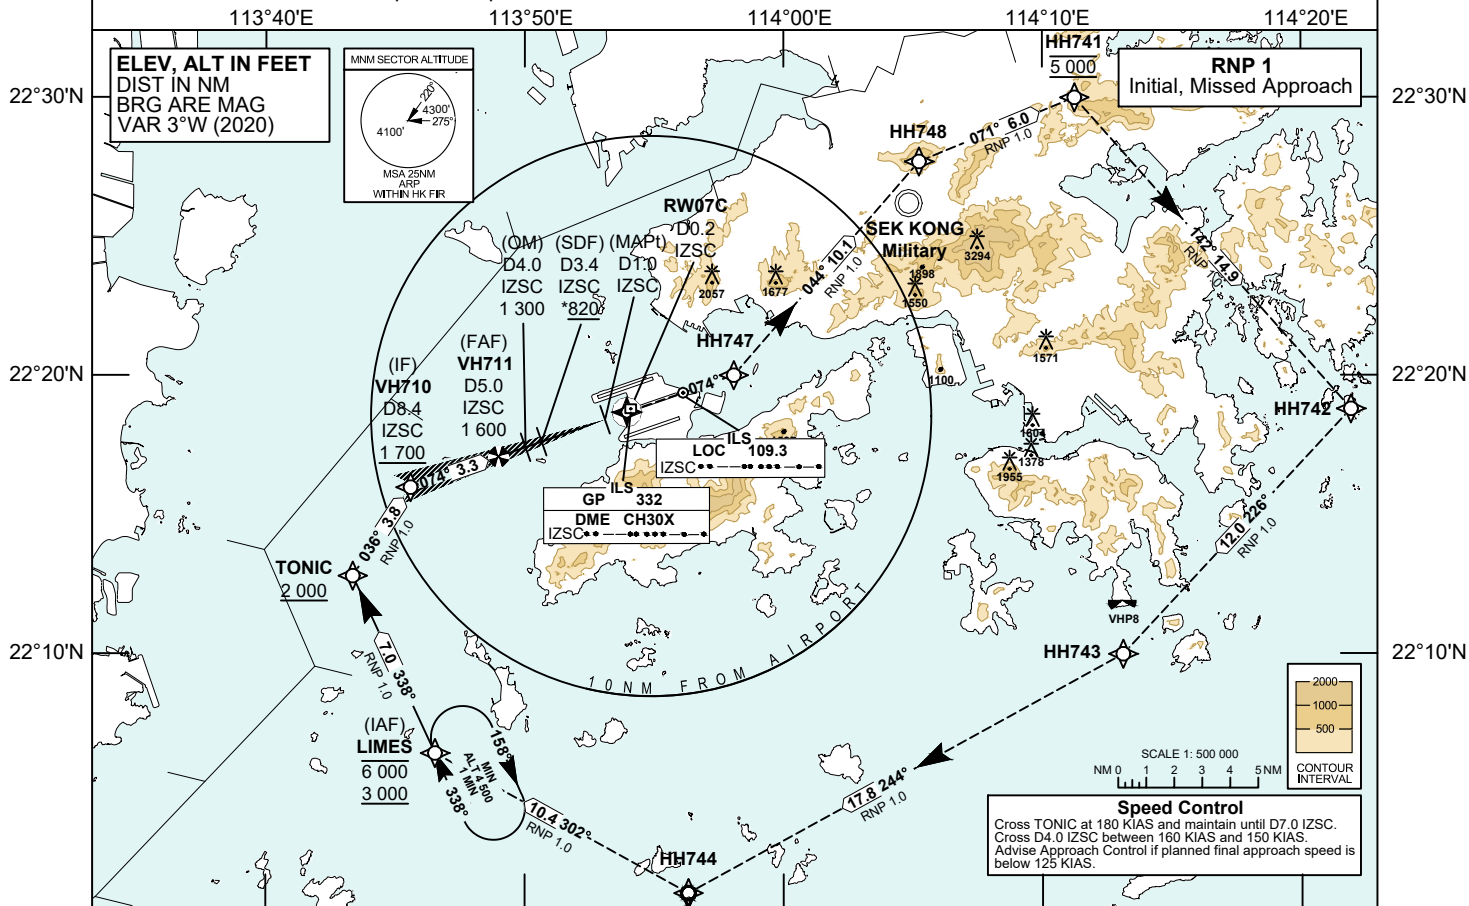 113°40'E
113°50'E
114°00'E
114°10'E
114°20'E
ELEV, ALT IN FEET
DIST IN NM
BRG ARE MAG
VAR 3°W (2020)
MNM SECTOR ALTITUDE
220°
4300'
275°
4100'
MSA 25NM
ARP
WITHIN HK FIR
HH741
5 000
RNP 1
Initial, Missed Approach
22°30'N
22°30'N
HH748
071° 6.0
RNP 1.0
RW07C
D0.2
IZSC
SEK KONG
Military
(OM)
D4.0
IZSC
1 300
(SDF)
D3.4
IZSC
*820
(MAPt)
D1.0
IZSC
2057
1677
1898
3294
1550
044° 10.1
RNP 1.0
142° 14.9
RNP 1.0
HH747
1571
1100
(FAF)
VH711
D5.0
IZSC
1 600
(IF)
VH710
D8.4
IZSC
1 700
22°20'N
22°20'N
074°
HH742
1604
1378
1955
ILS
LOC 109.3
IZSC
074° 3.3
ILS
GP 332
DME CH30X
IZSC
036° 3.8
RNP 1.0
12.0 226°
RNP 1.0
TONIC
2 000
VHP8
10NM FROM AIRPORT
7.0 338°
RNP 1.0
HH743
22°10'N
22°10'N
(IAF)
LIMES
6 000
3 000
158°
MIN
ALT 4 500
1 MIN
338°
2000
1000
500
CONTOUR
INTERVAL
SCALE 1: 500 000
NM 0 1 2 3 4 5 NM
17.8 244°
RNP 1.0
10.4 302°
RNP 1.0
HH744
Speed Control
Cross TONIC at 180 KIAS and maintain until D7.0 IZSC.
Cross D4.0 IZSC between 160 KIAS and 150 KIAS.
Advise Approach Control if planned final approach speed is
below 125 KIAS.